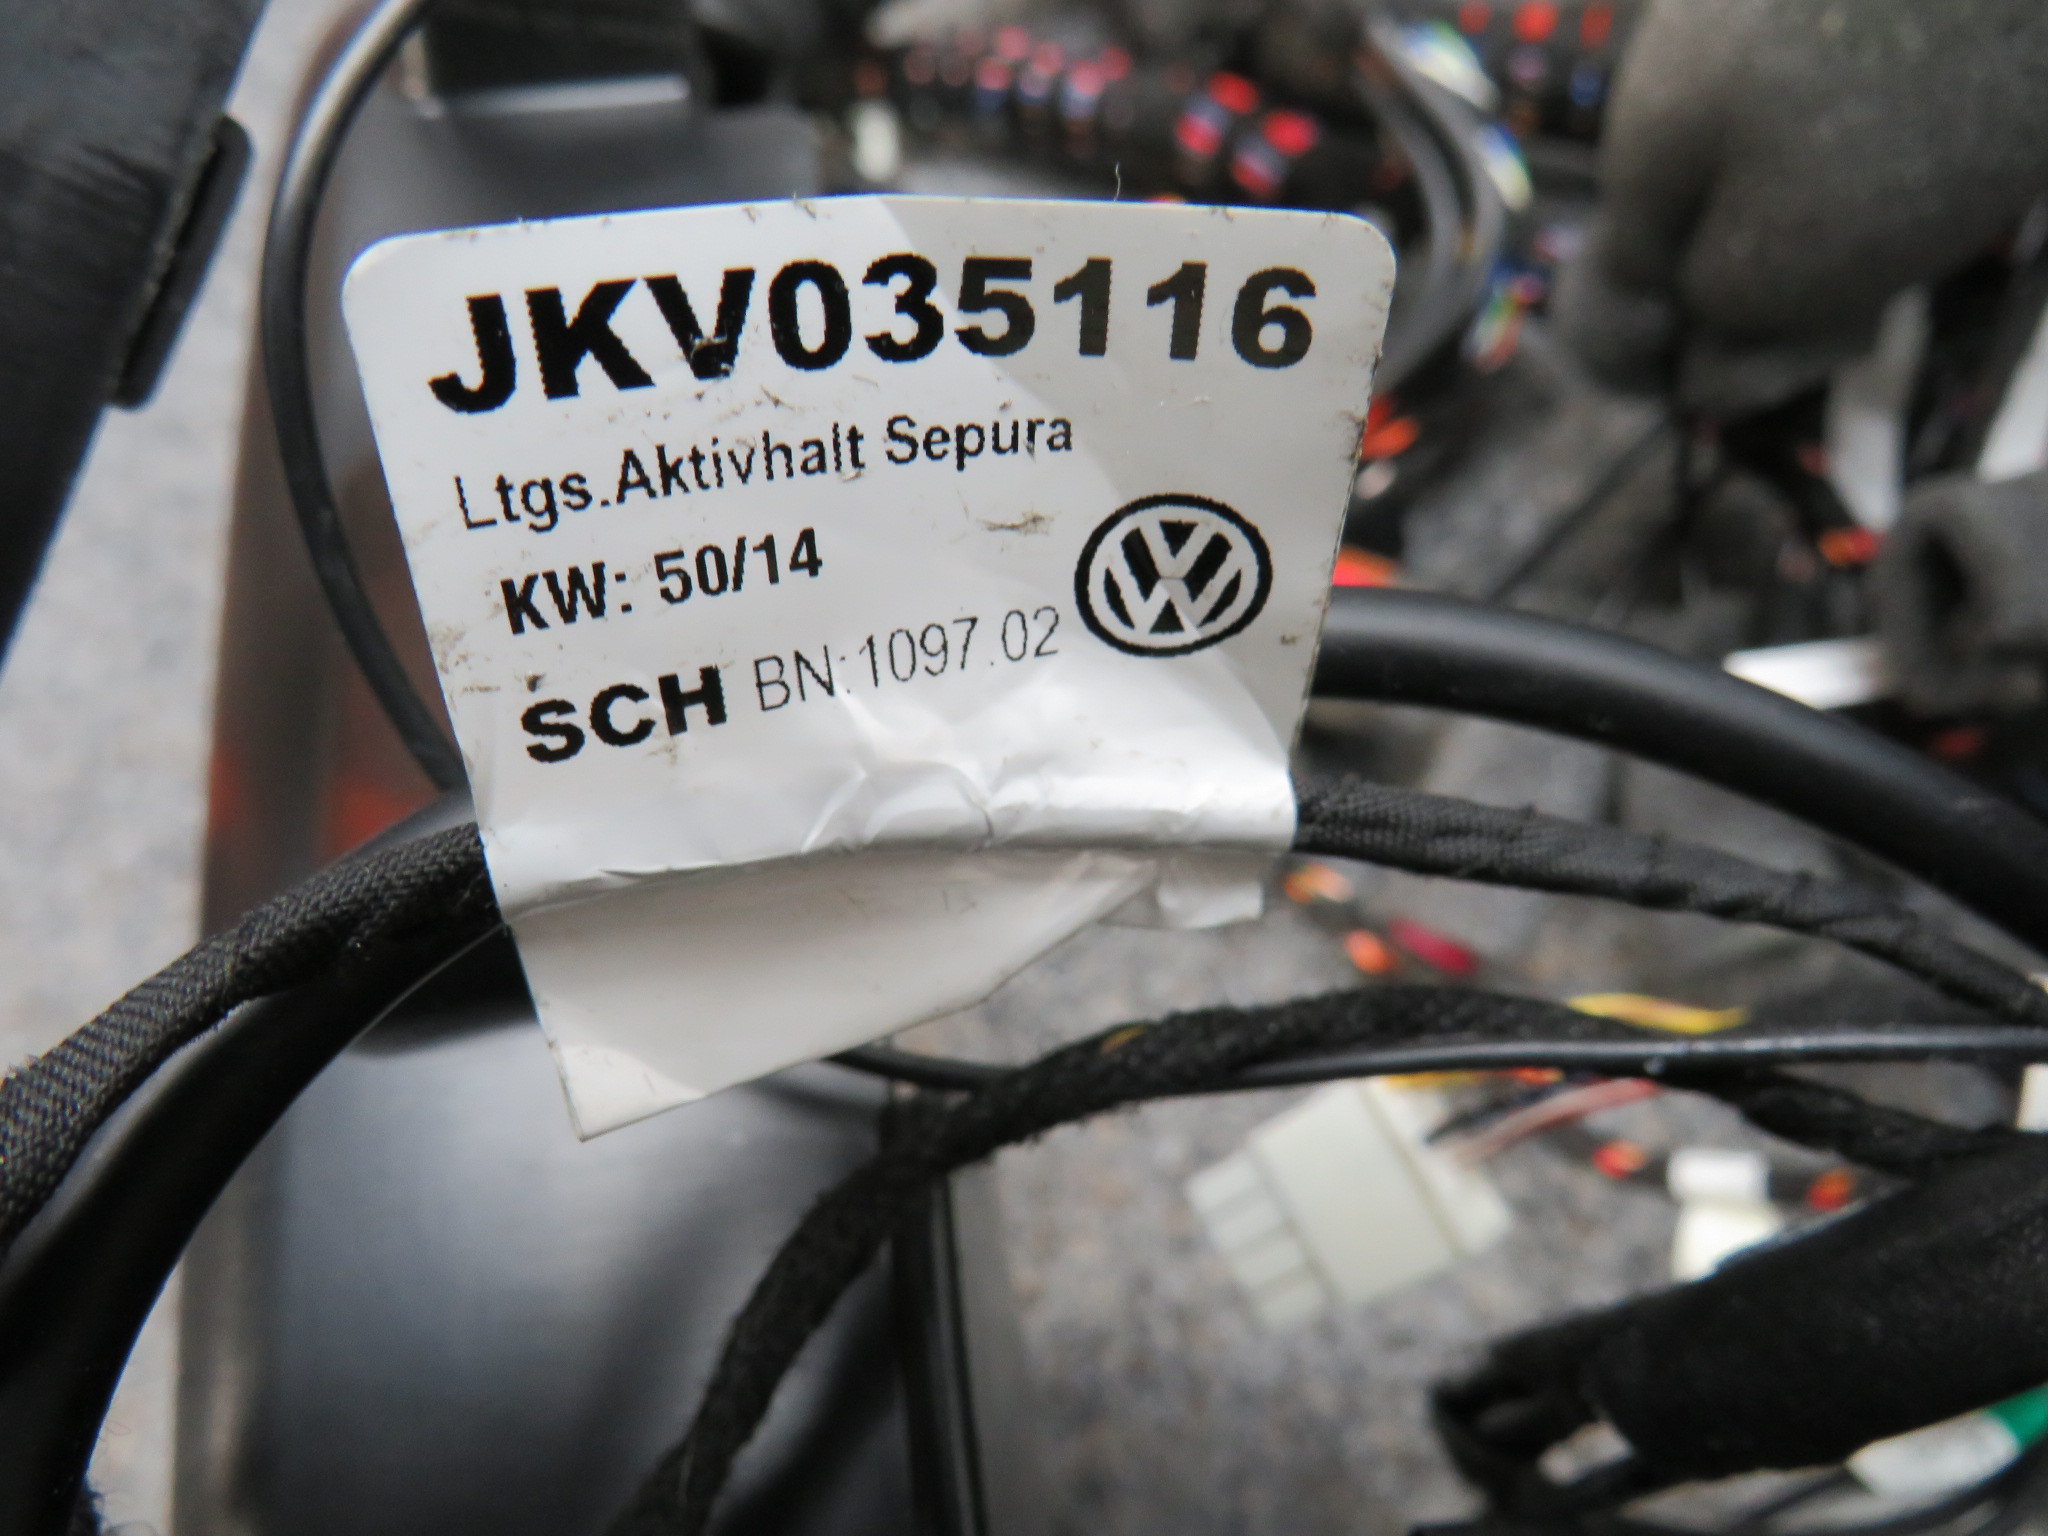 JKV035116
Ltgs.Aktivhalt Sepura
KW: 50/14
SCH BN:1097.02